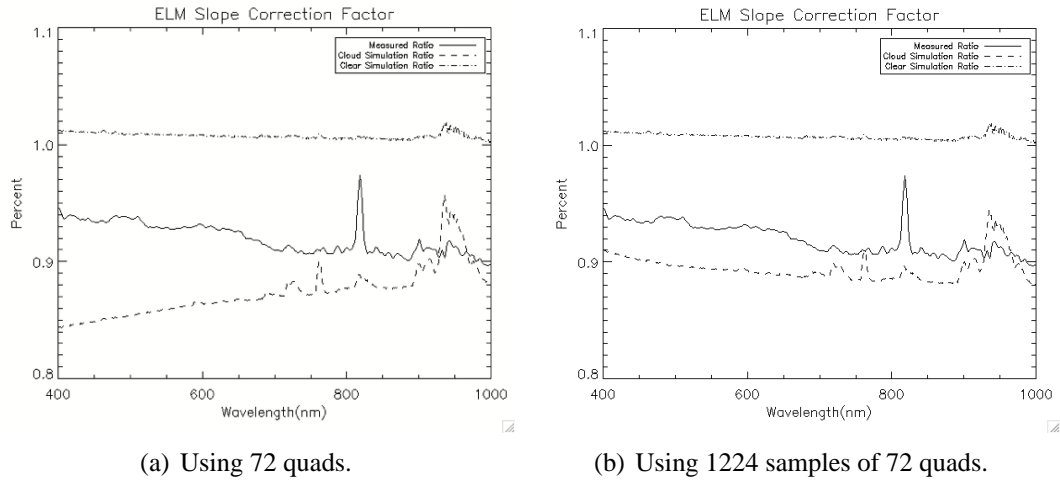 ELM Slope Correction Factor
1.1
1.0
0.9
0.8
Percent
Measured Ratio
Cloud Simulation Ratio
Clear Simulation Ratio
400
600
800
1000
Wavelength(nm)
(a) Using 72 quads.
ELM Slope Correction Factor
1.1
1.0
0.9
0.8
Percent
Measured Ratio
Cloud Simulation Ratio
Clear Simulation Ratio
400
600
800
1000
Wavelength(nm)
(b) Using 1224 samples of 72 quads.